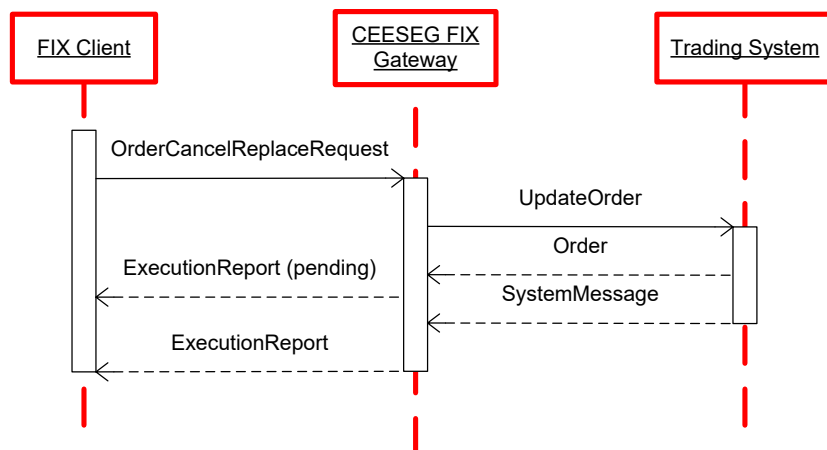 FIX Client
CEESEG FIX
Gateway
Trading System
OrderCancelReplaceRequest
UpdateOrder
Order
ExecutionReport (pending)
SystemMessage
ExecutionReport